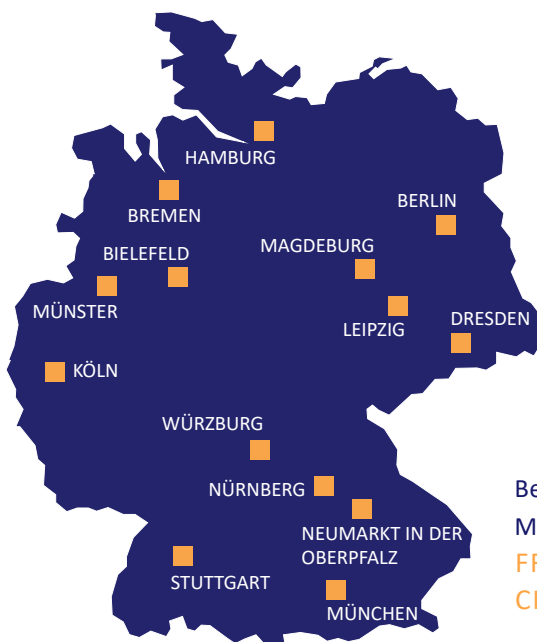 HAMBURG
BREMEN
BERLIN
BIELEFELD
MAGDEBURG
MÜNSTER
LEIPZIG
DRESDEN
KÖLN
WÜRZBURG
NÜRNBERG
NEUMARKT IN DER
OBERPFALZ
STUTTGART
MÜNCHEN